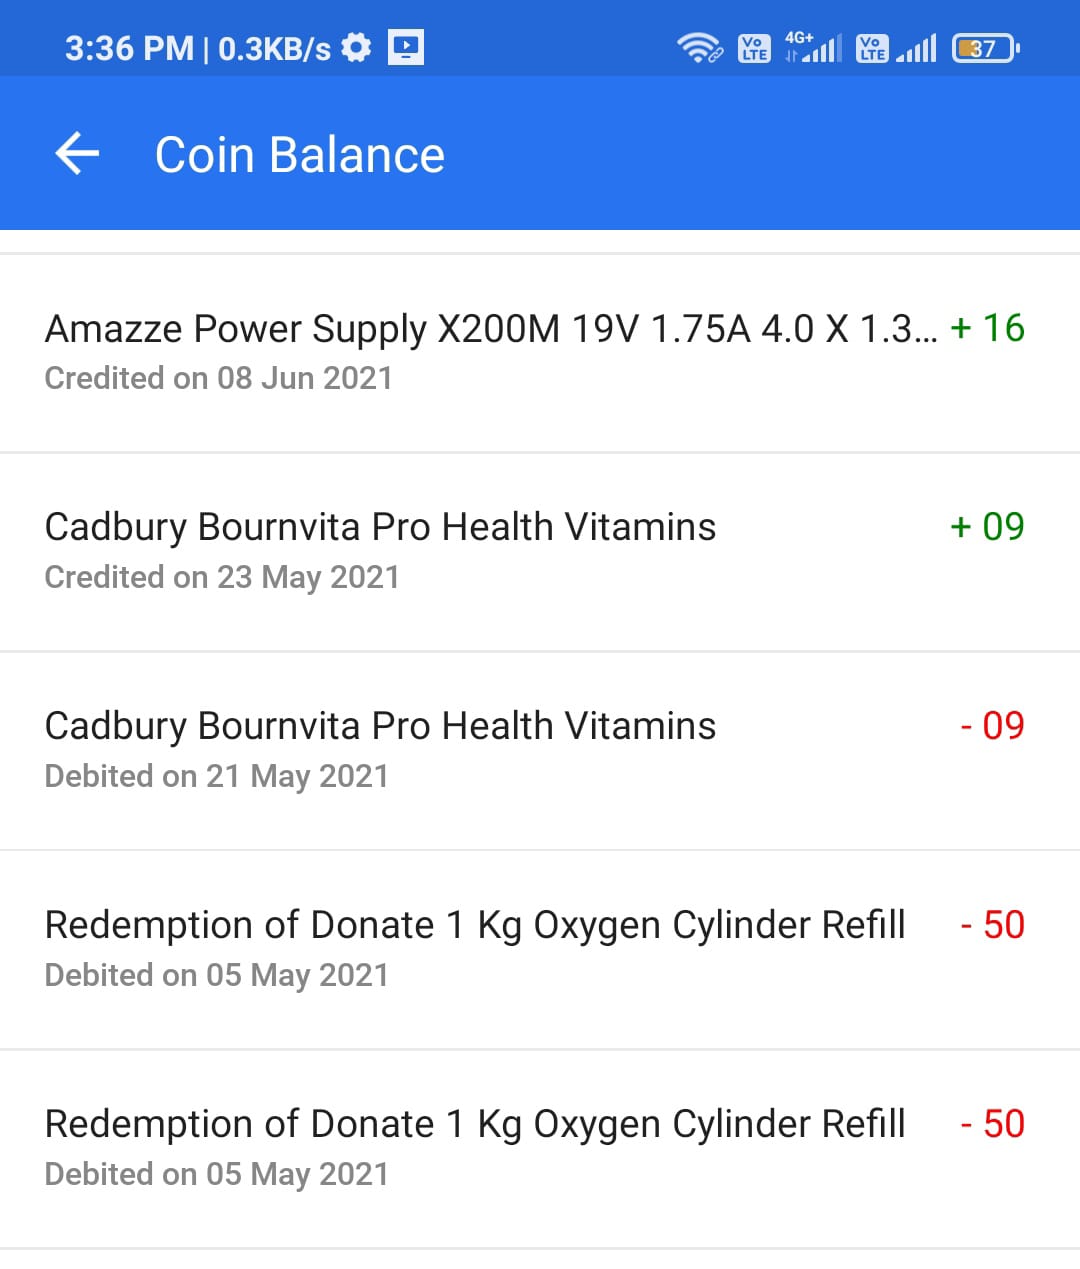 3:36 PM | 0.3KB/s Vo LTE 4G+ Vo LTE 37
Coin Balance
Amazze Power Supply X200M 19V 1.75A 4.0 X 1.3... + 16
Credited on 08 Jun 2021
Cadbury Bournvita Pro Health Vitamins + 09
Credited on 23 May 2021
Cadbury Bournvita Pro Health Vitamins - 09
Debited on 21 May 2021
Redemption of Donate 1 Kg Oxygen Cylinder Refill - 50
Debited on 05 May 2021
Redemption of Donate 1 Kg Oxygen Cylinder Refill - 50
Debited on 05 May 2021